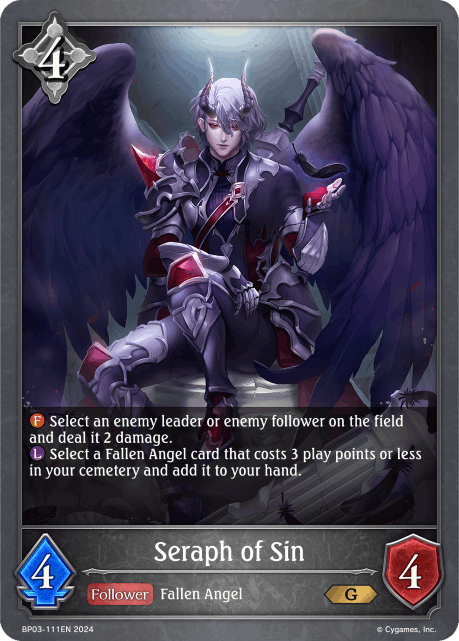 4
F Select an enemy leader or enemy follower on the field
and deal it 2 damage.
L Select a Fallen Angel card that costs 3 play points or less
in your cemetery and add it to your hand.
Seraph of Sin
4
Follower Fallen Angel
G
4
BP03-111EN 2024
© Cygames, Inc.